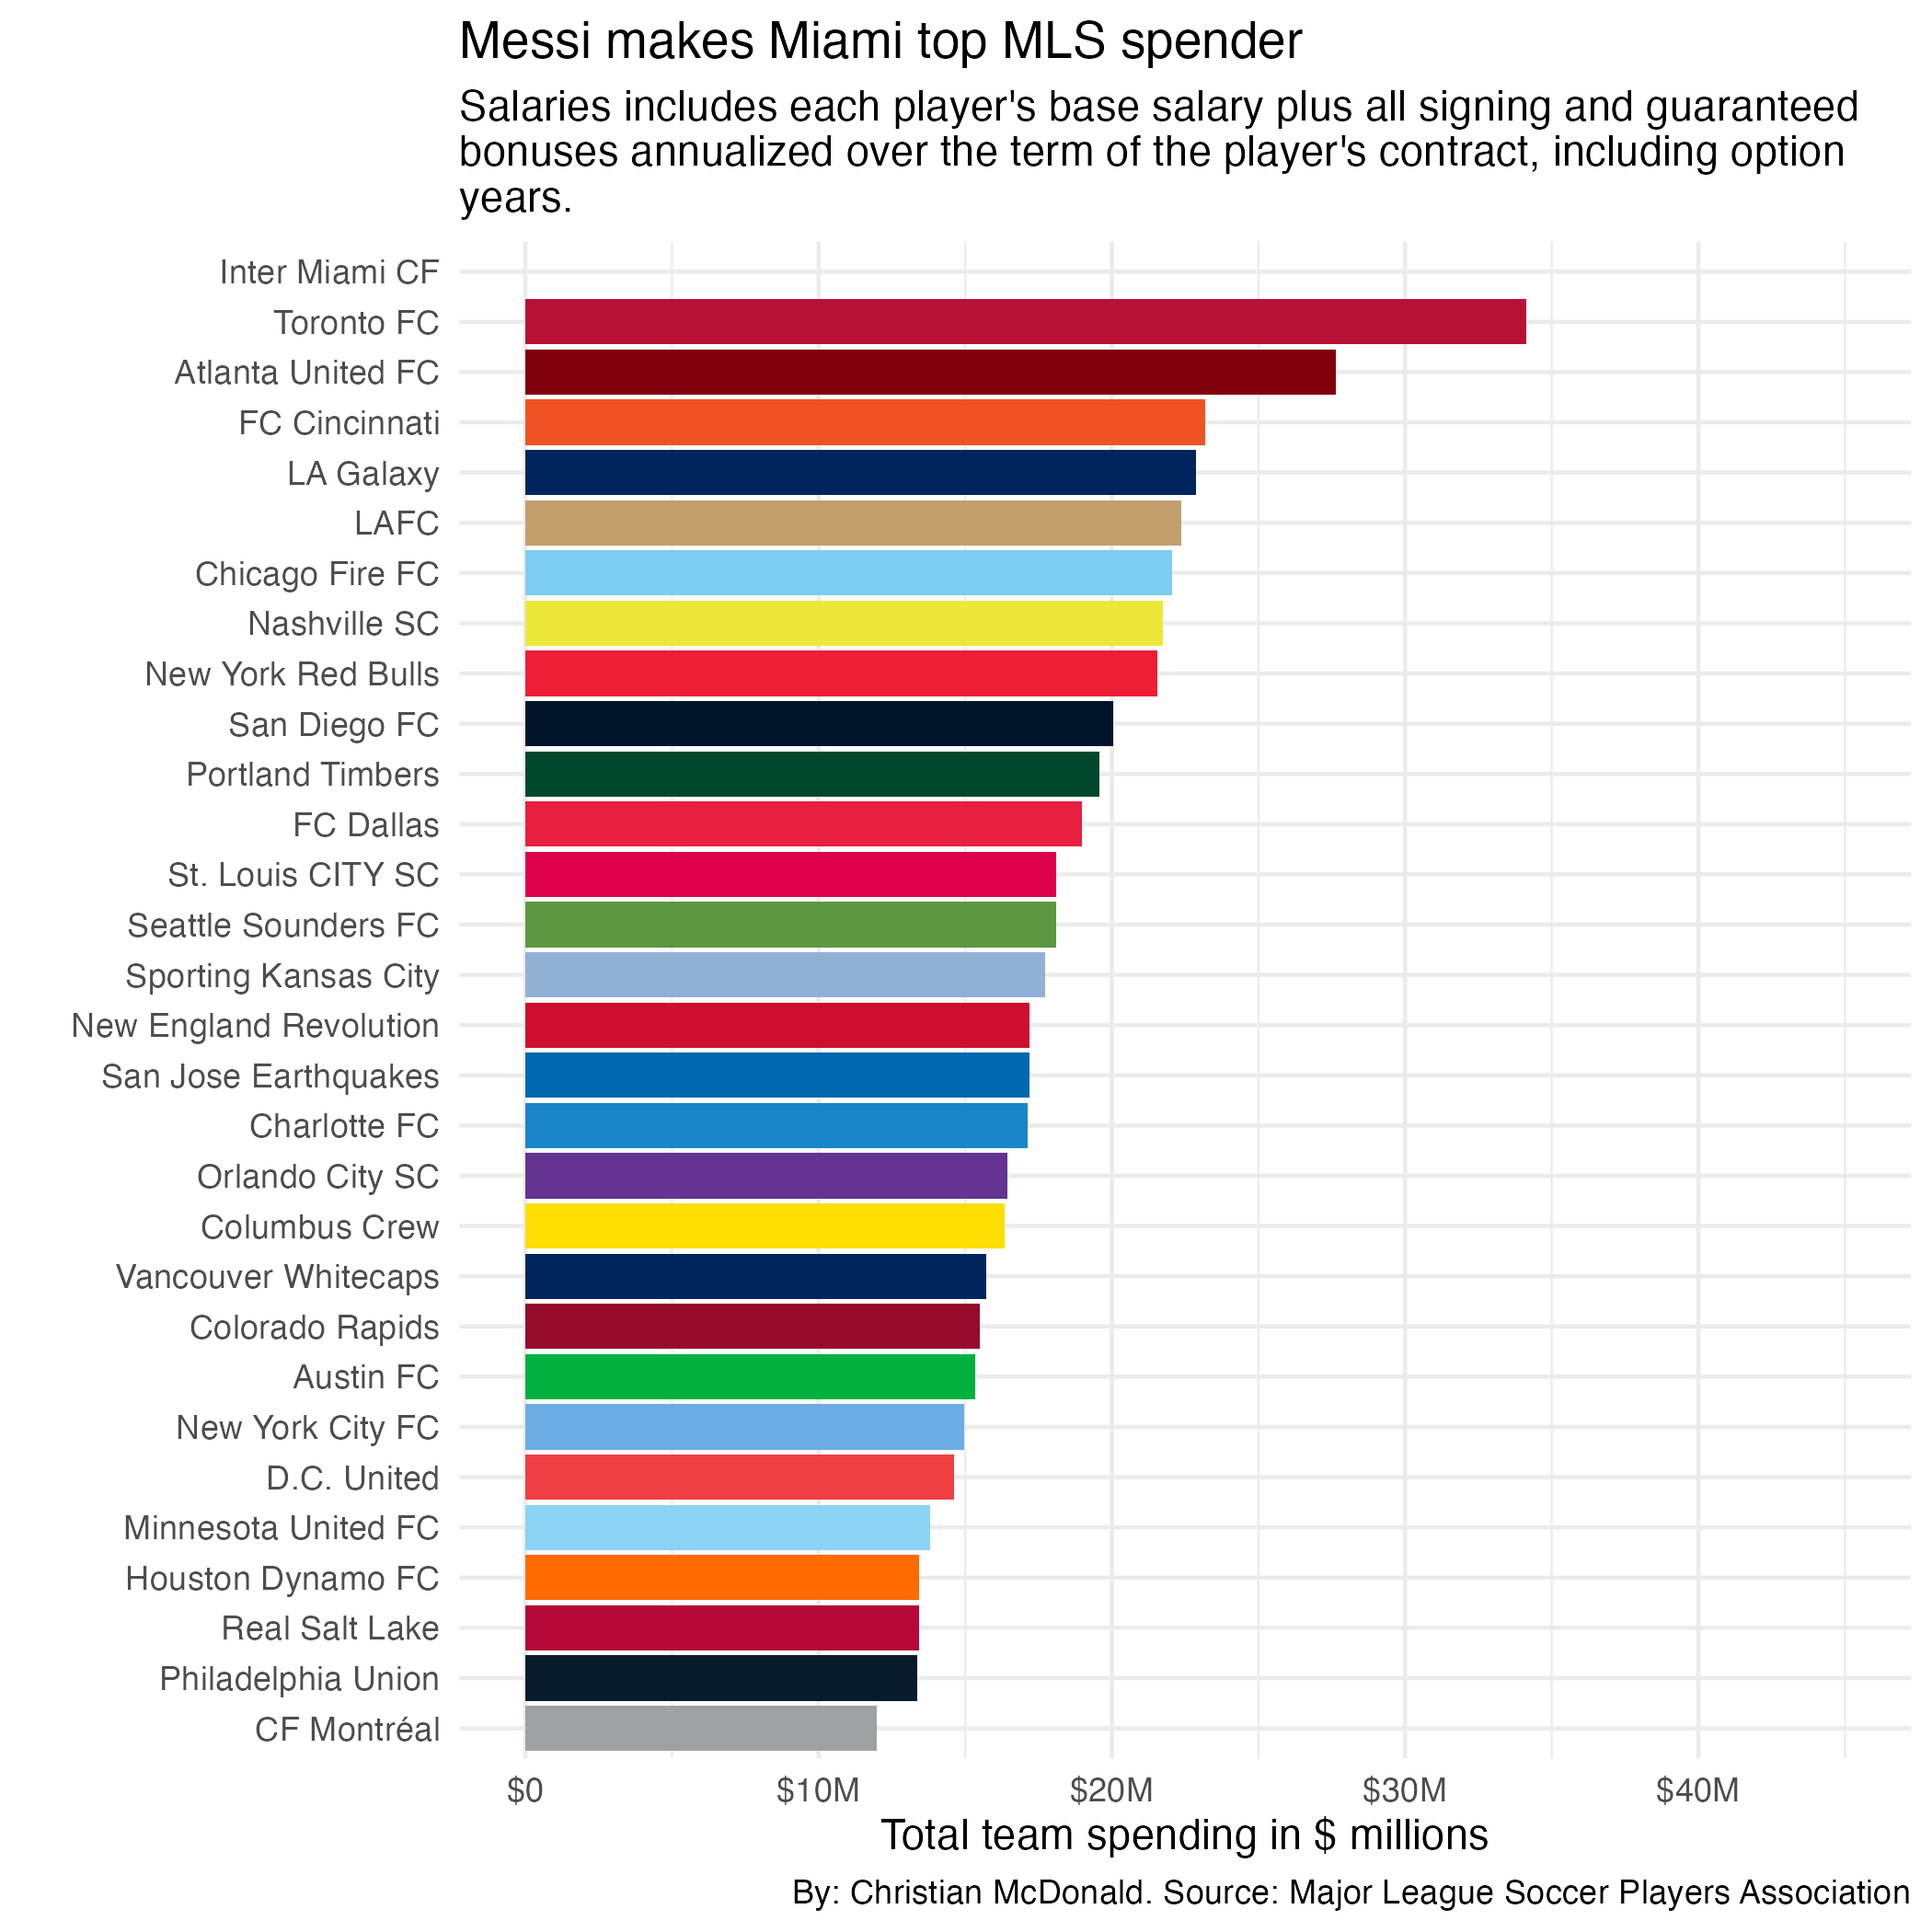 Messi makes Miami top MLS spender
Salaries includes each player's base salary plus all signing and guaranteed
bonuses annualized over the term of the player's contract, including option
years.
Inter Miami CF
Toronto FC
Atlanta United FC
FC Cincinnati
LA Galaxy
LAFC
Chicago Fire FC
Nashville SC
New York Red Bulls
San Diego FC
Portland Timbers
FC Dallas
St. Louis CITY SC
Seattle Sounders FC
Sporting Kansas City
New England Revolution
San Jose Earthquakes
Charlotte FC
Orlando City SC
Columbus Crew
Vancouver Whitecaps
Colorado Rapids
Austin FC
New York City FC
D.C. United
Minnesota United FC
Houston Dynamo FC
Real Salt Lake
Philadelphia Union
CF Montréal
$0 $10M $20M $30M $40M
Total team spending in $ millions
By: Christian McDonald. Source: Major League Soccer Players Association